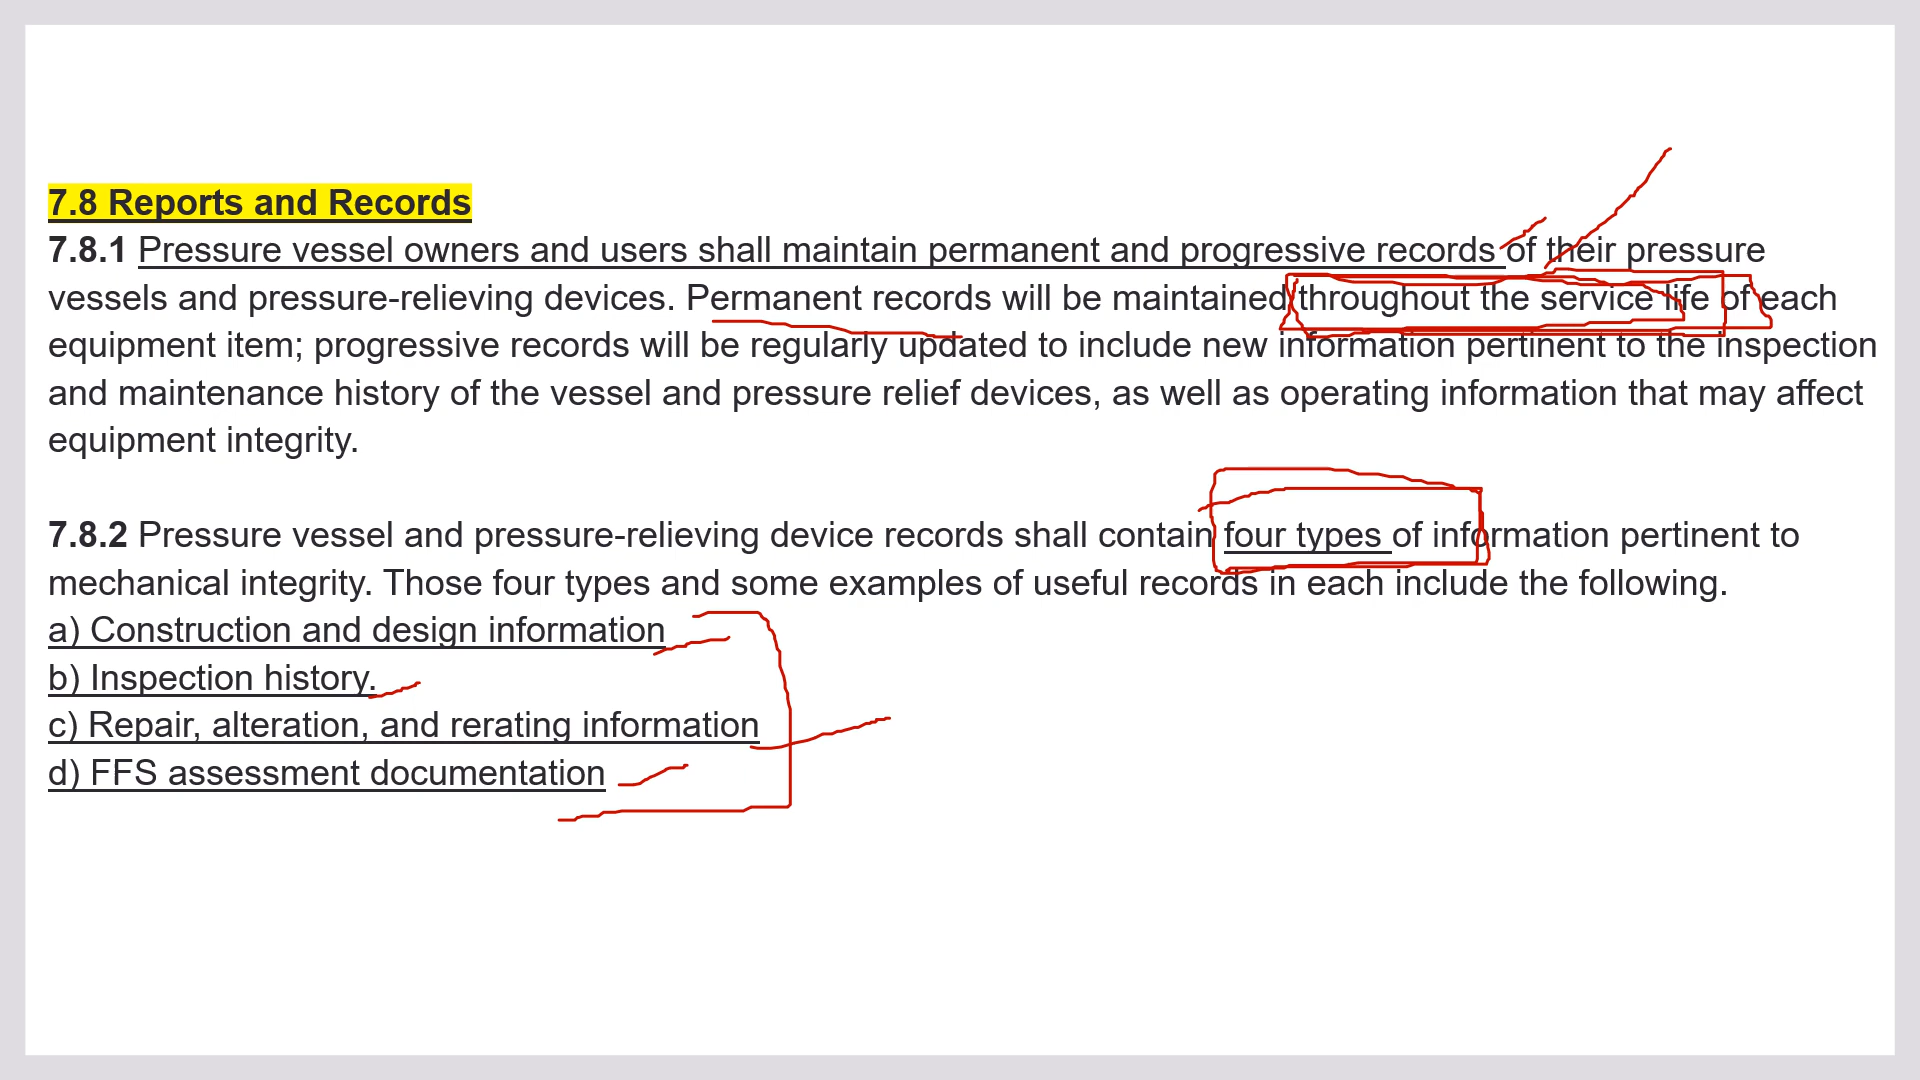 7.8 Reports and Records
7.8.1 Pressure vessel owners and users shall maintain permanent and progressive records of their pressure
vessels and pressure-relieving devices. Permanent records will be maintained throughout the service life of each
equipment item; progressive records will be regularly updated to include new information pertinent to the inspection
and maintenance history of the vessel and pressure relief devices, as well as operating information that may affect
equipment integrity.
7.8.2 Pressure vessel and pressure-relieving device records shall contain four types of information pertinent to
mechanical integrity. Those four types and some examples of useful records in each include the following.
a) Construction and design information
b) Inspection history.
c) Repair, alteration, and rerating information
d) FFS assessment documentation